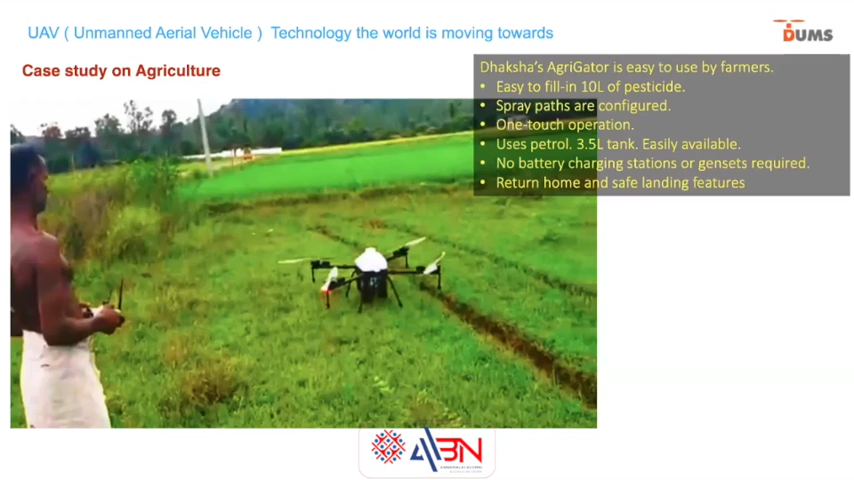 UAV ( Unmanned Aerial Vehicle ) Technology the world is moving towards
DUMS
Case study on Agriculture
Dhaksha's AgriGator is easy to use by farmers.
• Easy to fill-in 10L of pesticide.
• Spray paths are configured.
• One-touch operation.
• Uses petrol. 3.5L tank. Easily available.
• No battery charging stations or gensets required.
• Return home and safe landing features
ABN